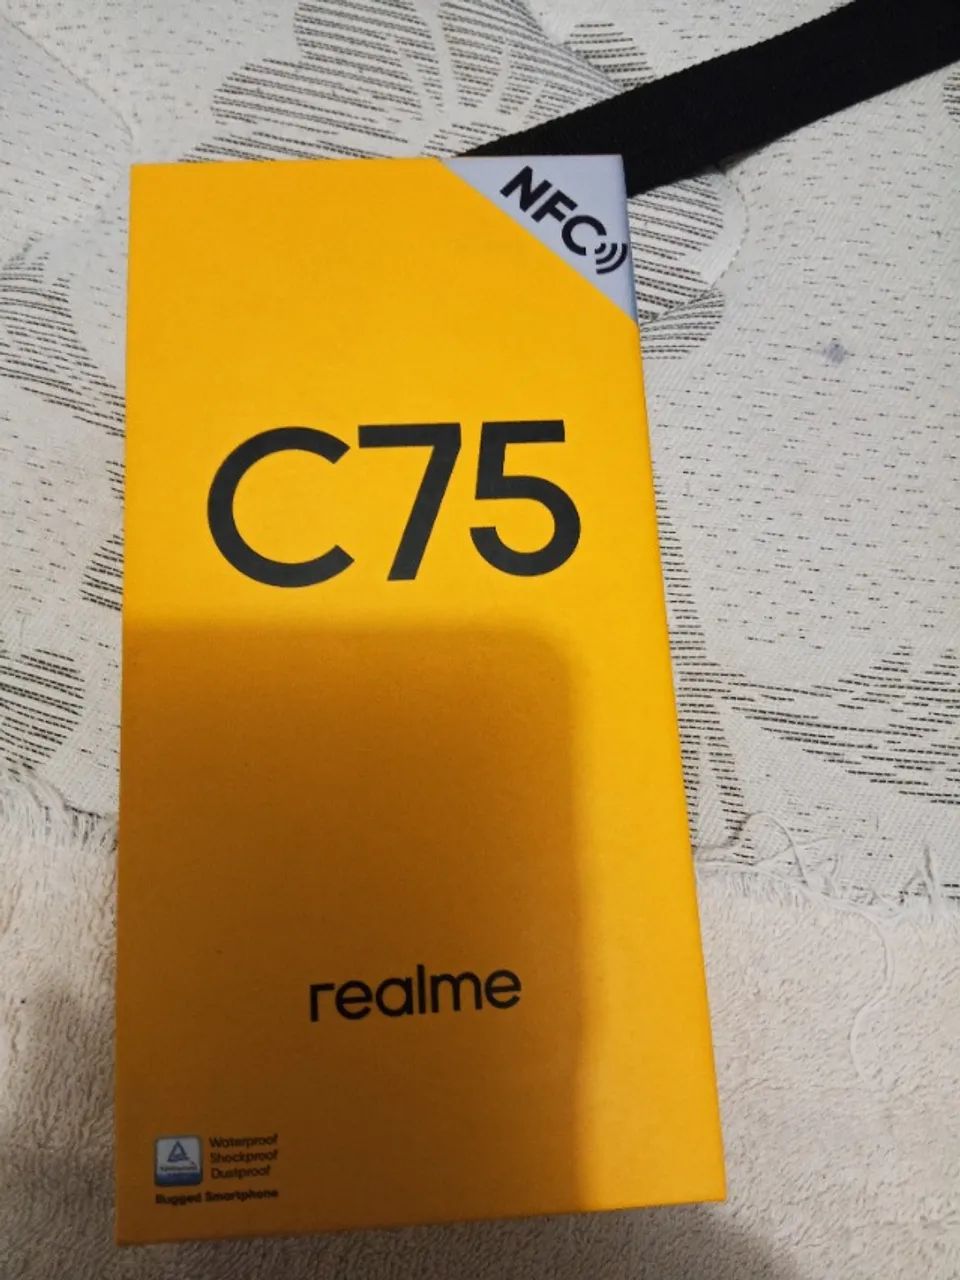 NFC
C75
realme
Waterproof
Shockproof
Dustproof
Rugged Smartphone